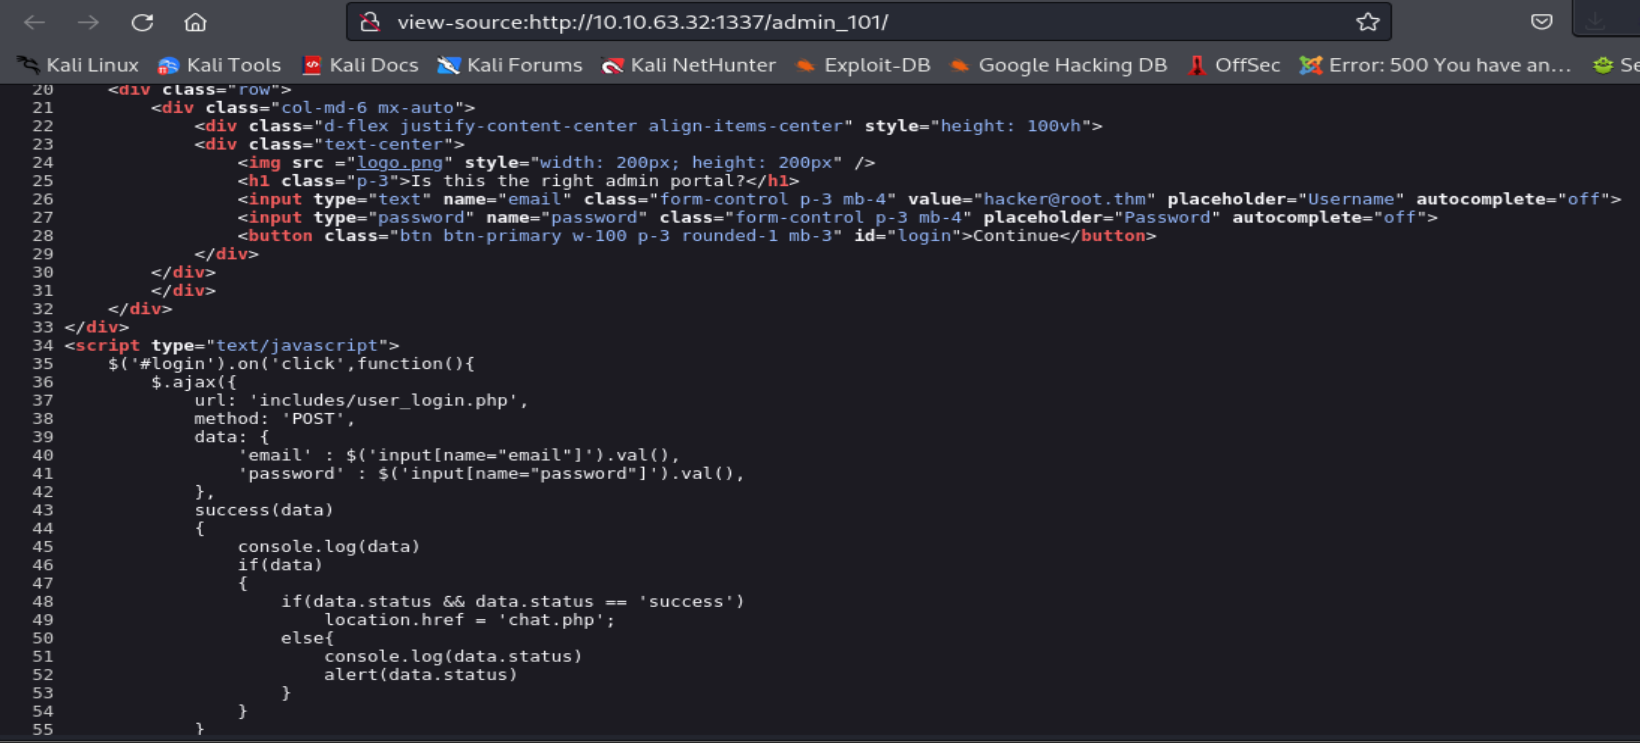 view-source:http://10.10.63.32:1337/admin_101/
Kali Linux Kali Tools Kali Docs Kali Forums Kali NetHunter Exploit-DB Google Hacking DB OffSec Error: 500 You have an… Se
20 <div class="row">
21 <div class="col-md-6 mx-auto">
22 <div class="d-flex justify-content-center align-items-center" style="height: 100vh">
23 <div class="text-center">
24 <img src ="logo.png" style="width: 200px; height: 200px" />
25 <h1 class="p-3">Is this the right admin portal?</h1>
26 <input type="text" name="email" class="form-control p-3 mb-4" value="hacker@root.thm" placeholder="Username" autocomplete="off">
27 <input type="password" name="password" class="form-control p-3 mb-4" placeholder="Password" autocomplete="off">
28 <button class="btn btn-primary w-100 p-3 rounded-1 mb-3" id="login">Continue</button>
29 </div>
30 </div>
31 </div>
32 </div>
33 </div>
34 <script type="text/javascript">
35 $('#login').on('click',function(){
36 $.ajax({
37 url: 'includes/user_login.php',
38 method: 'POST',
39 data: {
40 'email' : $('input[name="email"]').val(),
41 'password' : $('input[name="password"]').val(),
42 },
43 success(data)
44 {
45 console.log(data)
46 if(data)
47 {
48 if(data.status && data.status == 'success')
49 location.href = 'chat.php';
50 else{
51 console.log(data.status)
52 alert(data.status)
53 }
54 }
55 }